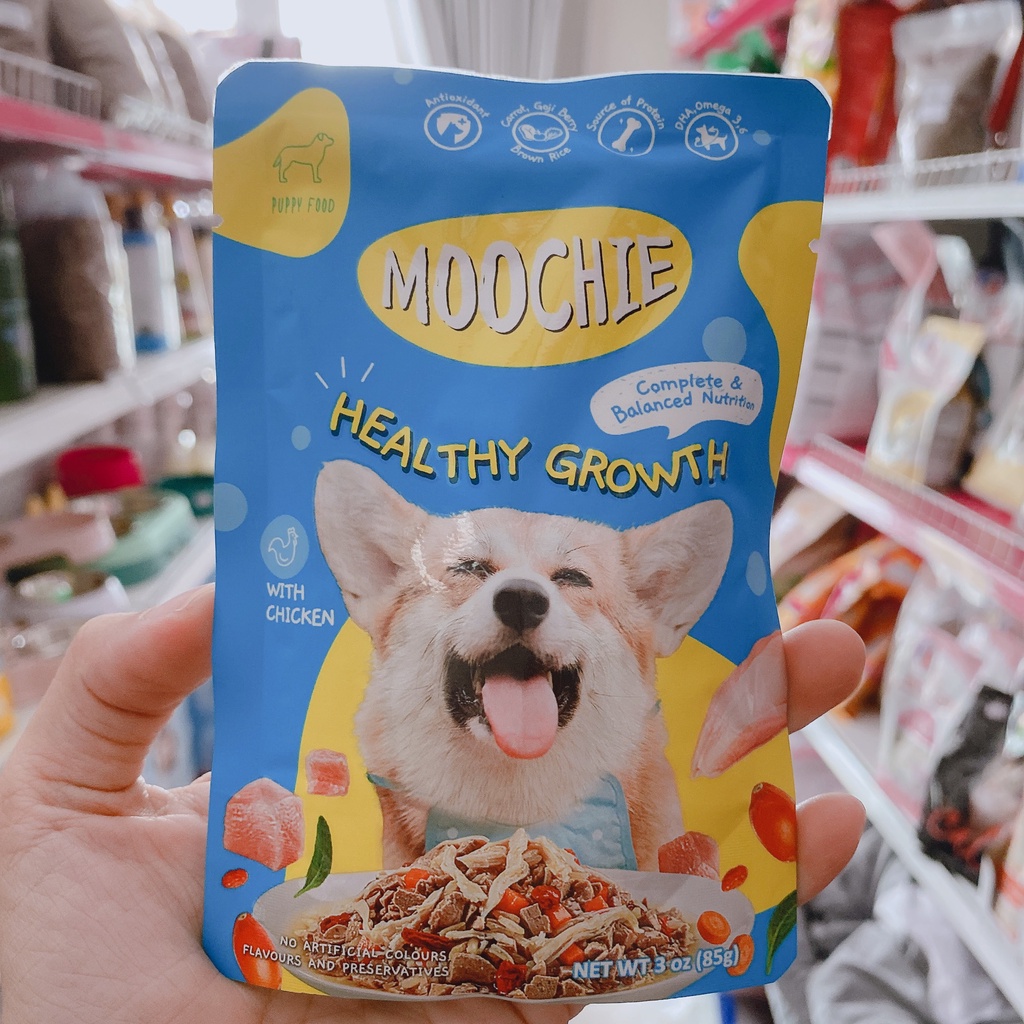 Antioxidant
Carrot, Goji Berry
Brown Rice
Source of Protein
DHA, Omega 3,6
PUPPY FOOD
MOOCHIE
Complete &
Balanced Nutrition
HEALTHY GROWTH
WITH
CHICKEN
NO ARTIFICIAL COLOURS
FLAVOURS AND PRESERVATIVES
NET WT 3 oz (85g)